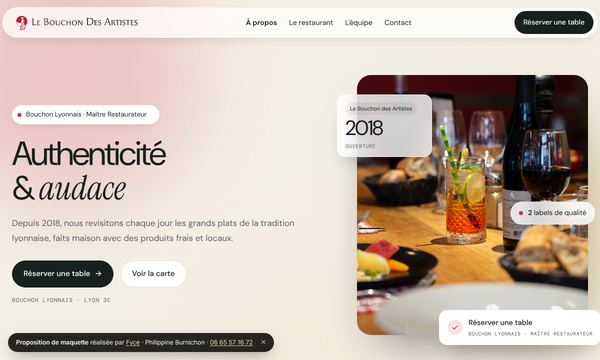 Le Bouchon Des Artistes
À propos
Le restaurant
L'équipe
Contact
Réserver une table
Bouchon Lyonnais · Maître Restaurateur
Authenticité
& audace
Depuis 2018, nous revisitons chaque jour les grands plats de la tradition
lyonnaise, faits maison avec des produits frais et locaux.
Réserver une table →
Voir la carte
BOUCHON LYONNAIS · LYON 3E
Le Bouchon des Artistes
2018
OUVERTURE
2 labels de qualité
Réserver une table
BOUCHON LYONNAIS · MAÎTRE RESTAURATEUR
Proposition de maquette réalisée par Fyce · Philippine Burnichon · 06 65 57 16 72 ×